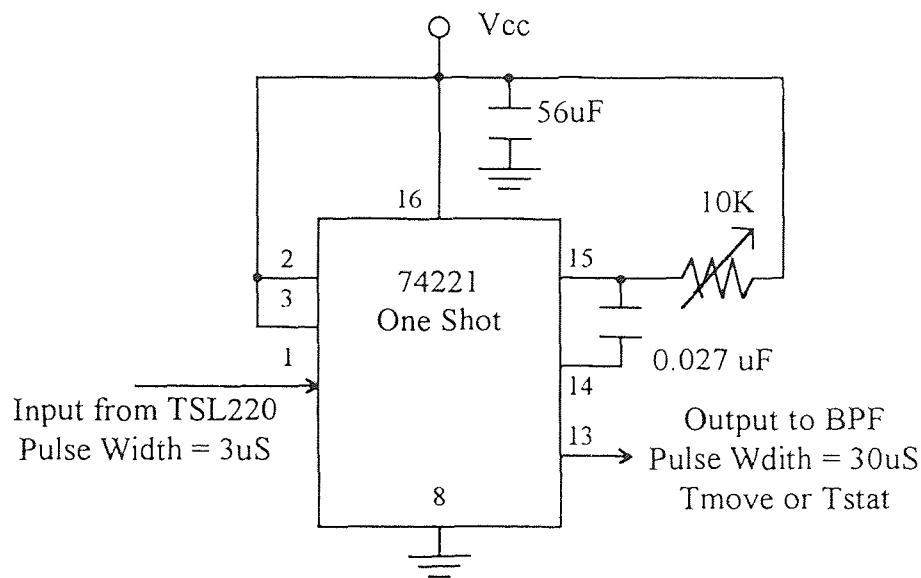 Vcc
56uF
16
10K
2
15
74221
3
One Shot
1
0.027 uF
14
Input from TSL220
Pulse Width = 3uS
13
Output to BPF
Pulse Wdith = 30uS
Tmove or Tstat
8